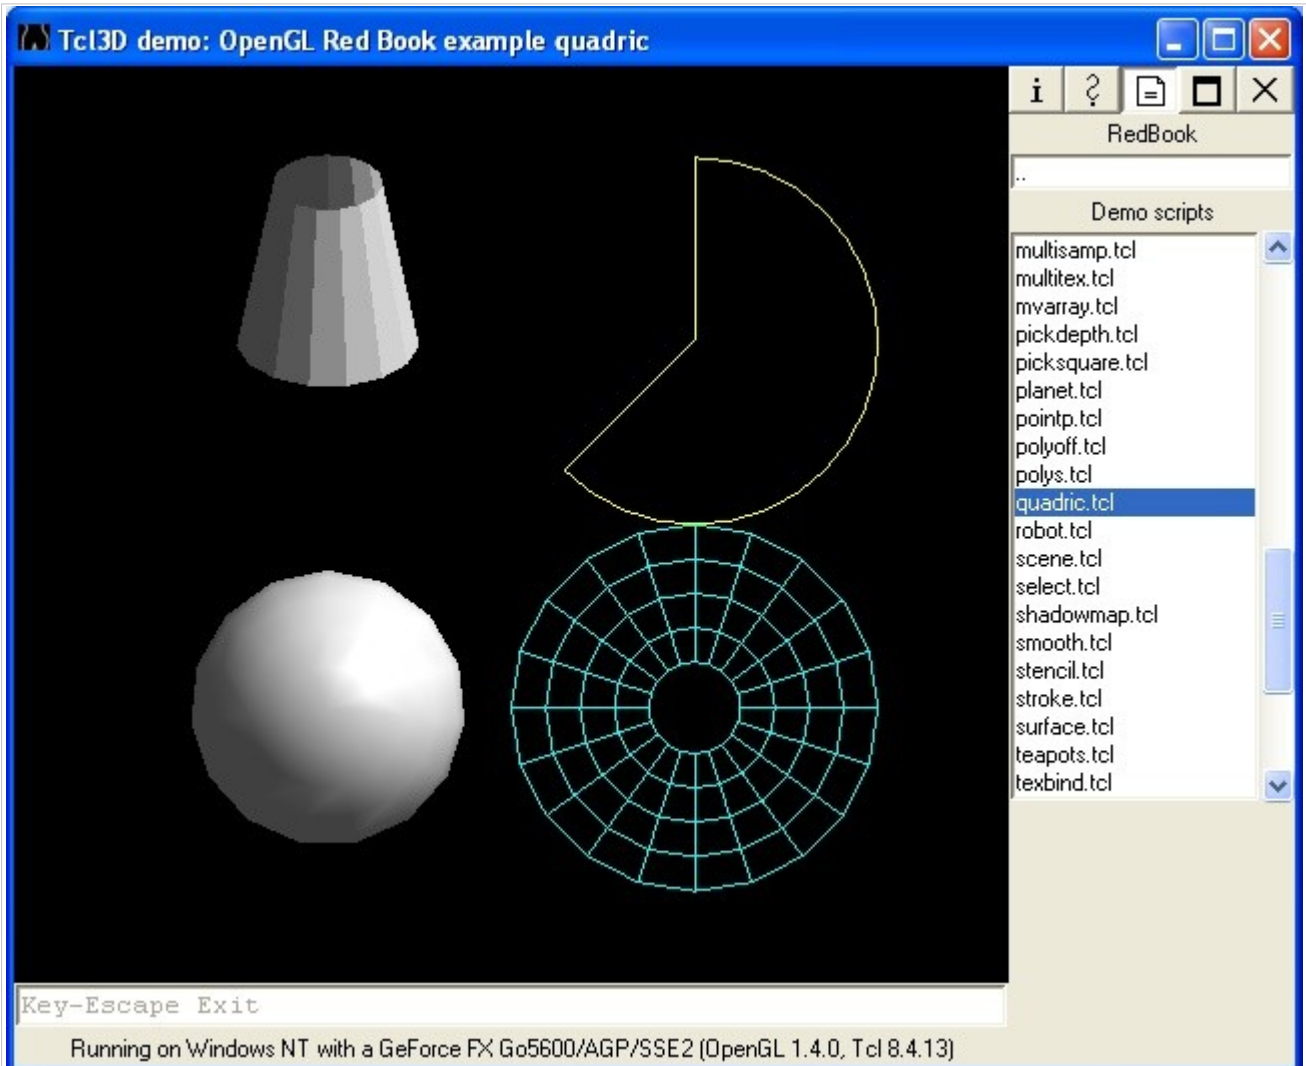 Tcl3D demo: OpenGL Red Book example quadric
i ?
RedBook
..
Demo scripts
multisamp.tcl
multitex.tcl
mvarray.tcl
pickdepth.tcl
picksquare.tcl
planet.tcl
pointp.tcl
polyoff.tcl
polys.tcl
quadric.tcl
robot.tcl
scene.tcl
select.tcl
shadowmap.tcl
smooth.tcl
stencil.tcl
stroke.tcl
surface.tcl
teapots.tcl
texbind.tcl
Key-Escape Exit
Running on Windows NT with a GeForce FX Go5600/AGP/SSE2 (OpenGL 1.4.0, Tcl 8.4.13)